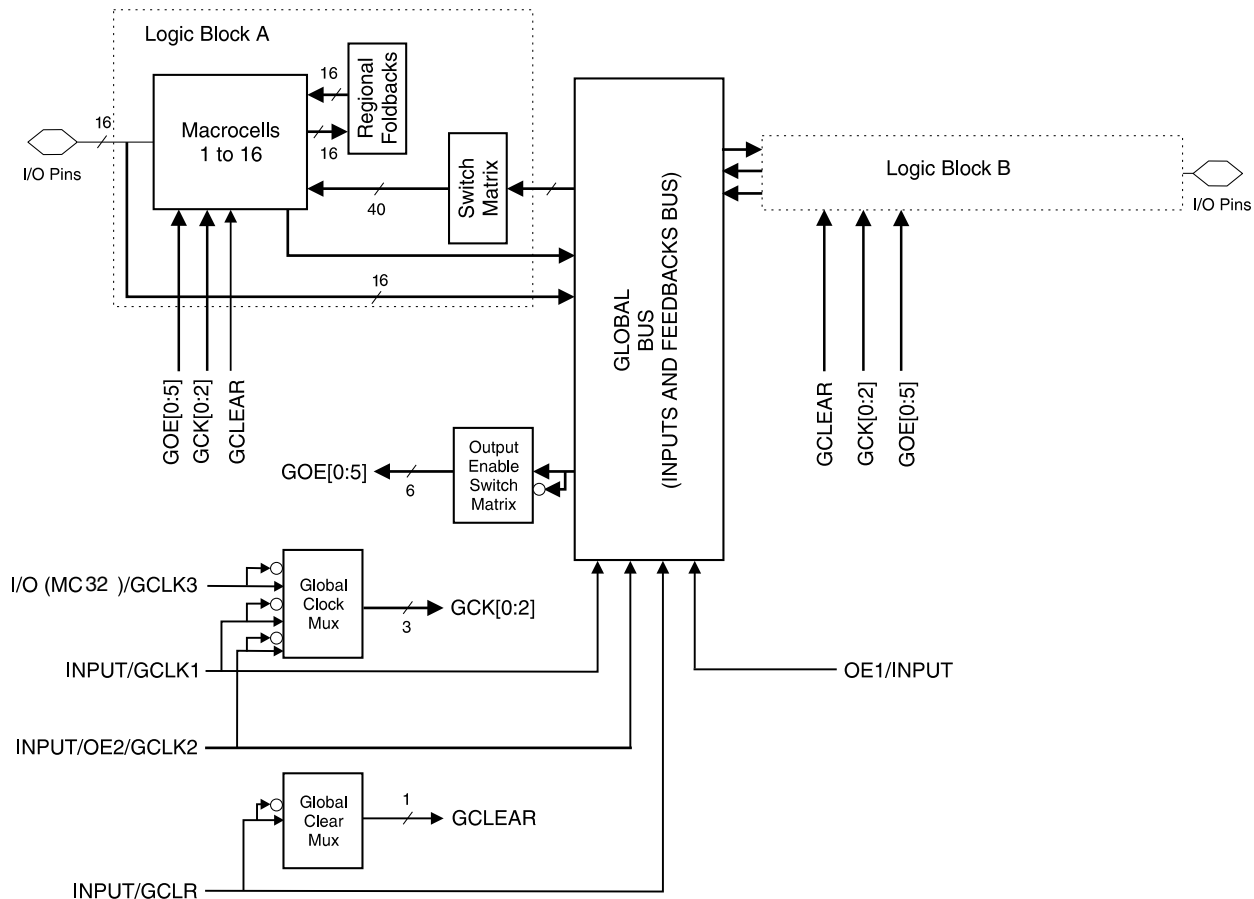 Logic Block A
16
Regional
Foldbacks
16
Macrocells
1 to 16
16
I/O Pins
40
Switch
Matrix
16
GOE[0:5]
GCK[0:2]
GCLEAR
GLOBAL
BUS
(INPUTS AND FEEDBACKS BUS)
Logic Block B
I/O Pins
GCLEAR
GCK[0:2]
GOE[0:5]
GOE[0:5]
6
Output
Enable
Switch
Matrix
I/O (MC32 )/GCLK3
Global
Clock
Mux
3
GCK[0:2]
INPUT/GCLK1
OE1/INPUT
INPUT/OE2/GCLK2
Global
Clear
Mux
1
GCLEAR
INPUT/GCLR